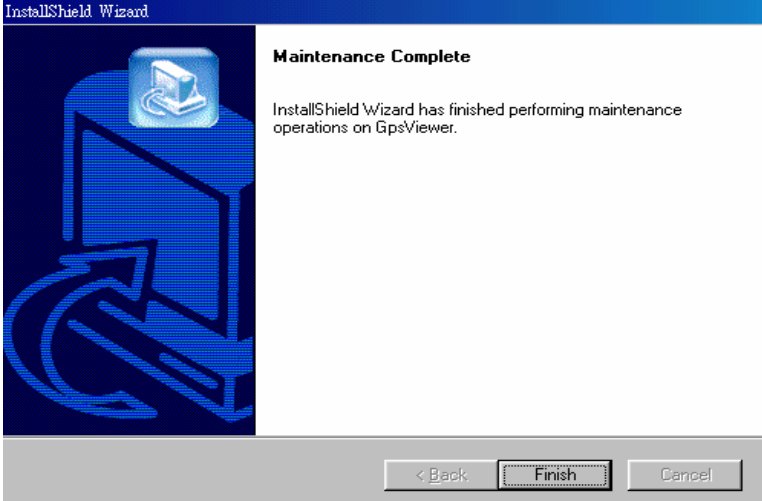 InstallShield Wizard
Maintenance Complete
InstallShield Wizard has finished performing maintenance
operations on GpsViewer.
< Back
Finish
Cancel